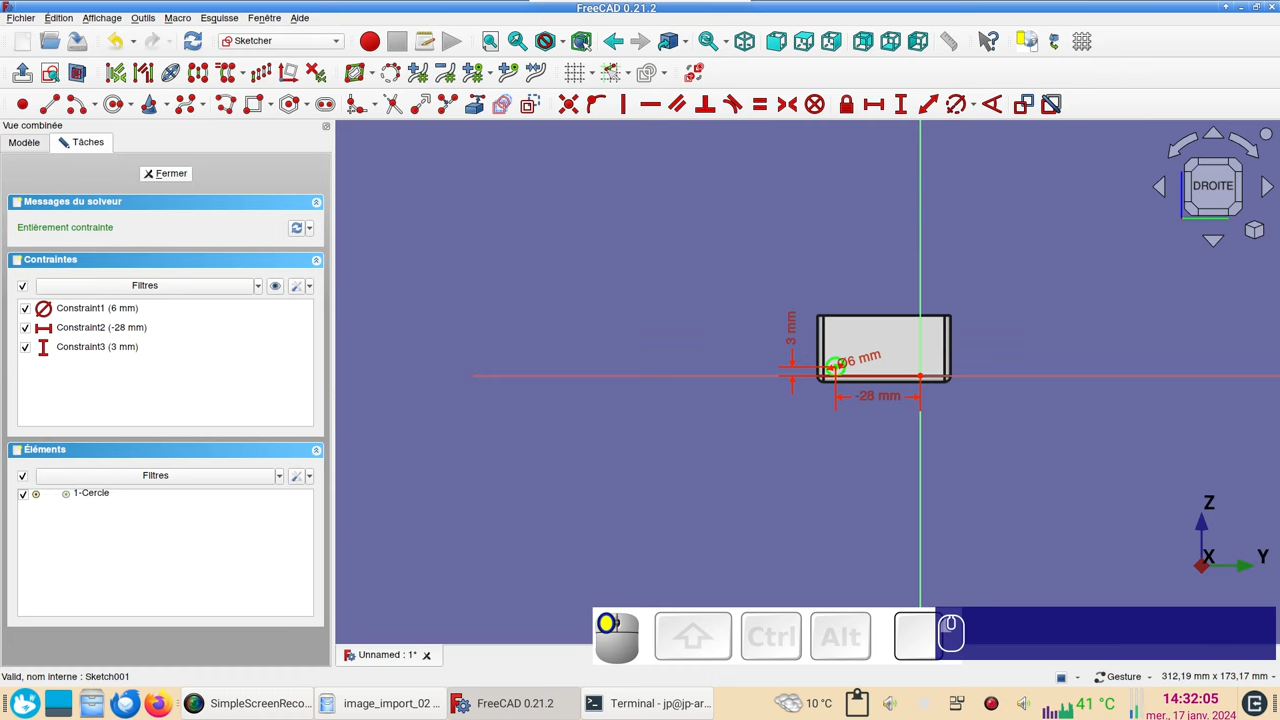 FreeCAD 0.21.2
Fichier Édition Affichage Outils Macro Esquisse Fenêtre Aide
Sketcher
Vue combinée
Modèle Tâches
Fermer
Messages du solveur
Entièrement contrainte
Contraintes
Filtres
Constraint1 (6 mm)
Constraint2 (-28 mm)
Constraint3 (3 mm)
Éléments
Filtres
1-Cercle
DROITE
3 mm
Ø6 mm
-28 mm
Z
X
Y
Ctrl
Alt
Unnamed : 1*
Valid, nom interne : Sketch001
Gesture
312,19 mm x 173,17 mm
SimpleScreenReco...
image_import_02 ...
FreeCAD 0.21.2
Terminal - jp@jp-ar...
10 °C
41 °C
14:32:05
mer., 17 janv. 2024